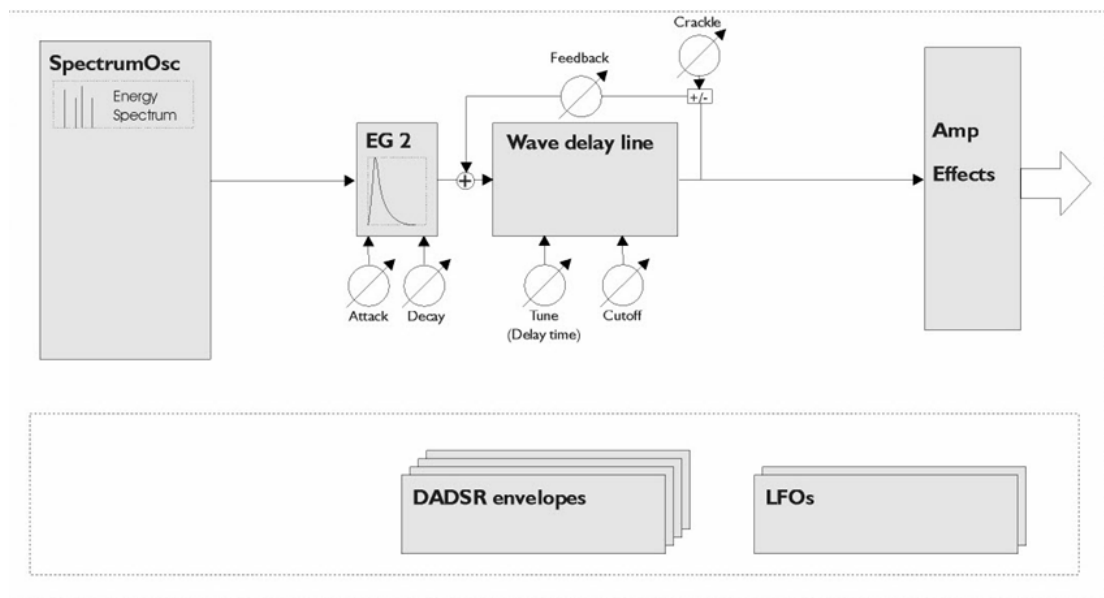 Crackle
SpectrumOsc
Feedback
Energy
Spectrum
+/-
EG 2
Wave delay line
Amp
Effects
+
Attack
Decay
Tune
(Delay time)
Cutoff
DADSR envelopes
LFOs